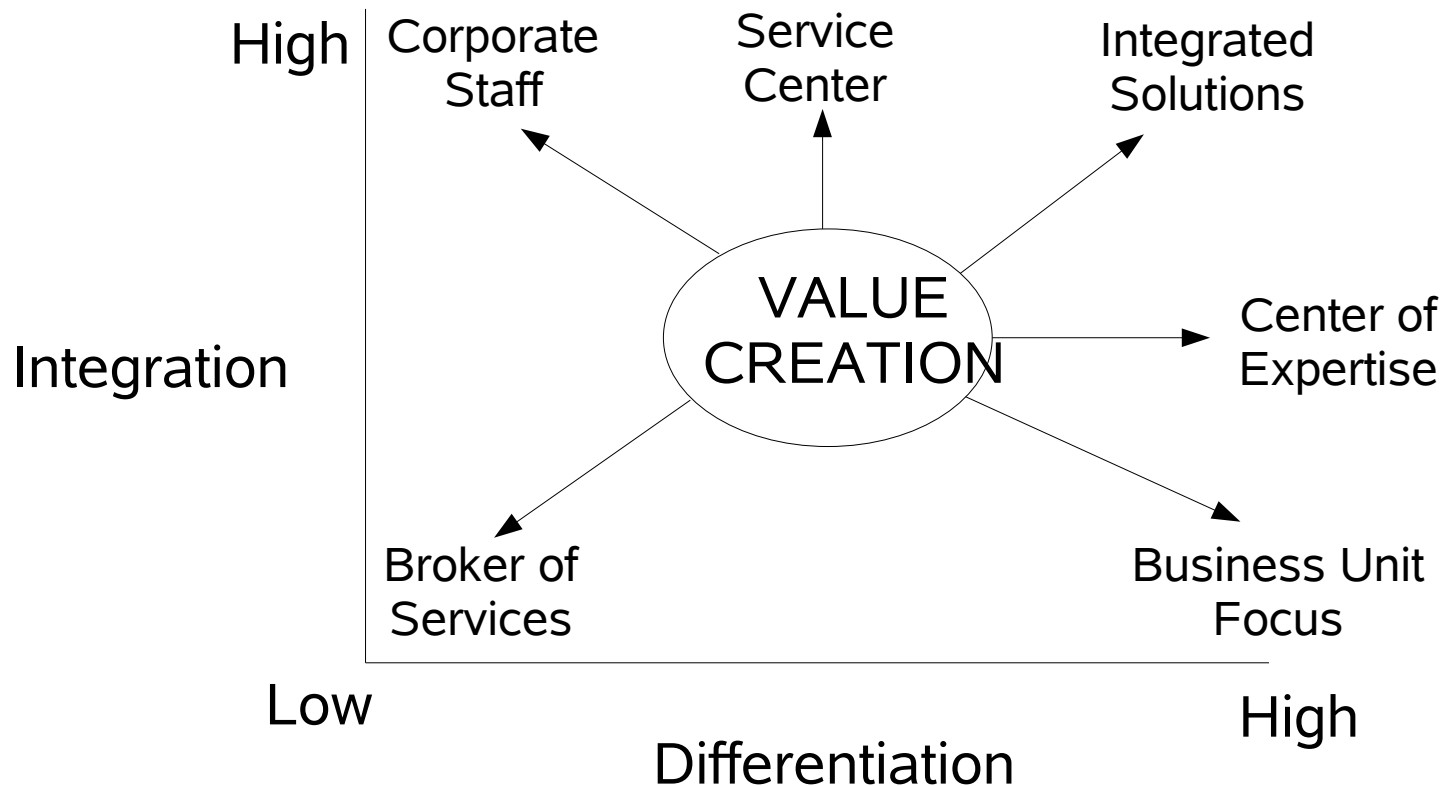 High
Corporate
Staff
Service
Center
Integrated
Solutions
VALUE
CREATION
Center of
Expertise
Integration
Broker of
Services
Business Unit
Focus
Low
High
Differentiation